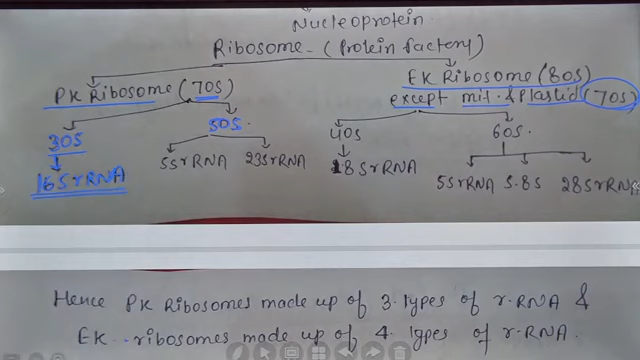 Nucleoprotein
Ribosome - (Protein factory)
PK Ribosome (70S)
EK Ribosome (80S)
except mit. & Plastid (70S)
30S
50S
40S
60S.
16S rRNA
5S rRNA
23S rRNA
18S rRNA
5S rRNA
5.8S
28S rRNA
Hence PK Ribosomes made up of 3. types of r-RNA &
EK.. ribosomes made up of 4. types of r-RNA.